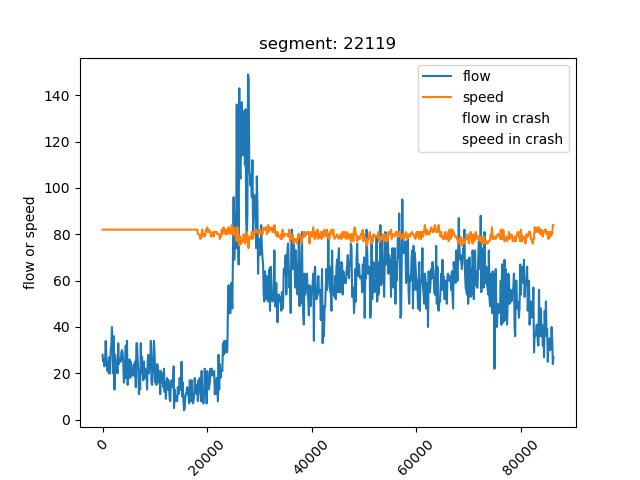 segment: 22119
flow
speed
flow in crash
speed in crash
flow or speed
140
120
100
80
60
40
20
0
0
20000
40000
60000
80000